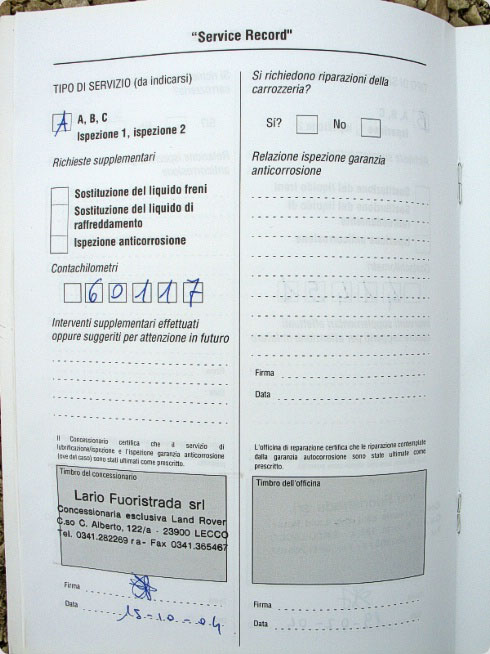 "Service Record"
TIPO DI SERVIZIO (da indicarsi)
A A, B, C
Ispezione 1, ispezione 2
Richieste supplementari
Sostituzione del liquido freni
Sostituzione del liquido di
raffreddamento
Ispezione anticorrosione
Contachilometri
60117
Interventi supplementari effettuati
oppure suggeriti per attenzione in futuro
Il Concessionario certifica che il servizio di
lubrificazione/ispezione e l'ispezione garanzia anticorrosione
(ove del caso) sono stati ultimati come prescritto.
Timbro del concessionario
Lario Fuoristrada srl
Concessionaria esclusiva Land Rover
C.so C. Alberto, 122/a - 23900 LECCO
Tel. 0341.282269 r.a- Fax 0341.365467
Firma
Data 15-10-04
Si richiedono riparazioni della
carrozzeria?
Sí? No
Relazione ispezione garanzia
anticorrosione
Firma
Data
L'officina di reparazione certifica che le riparazione contemplate
dalla garanzia autocorrosione sono state ultimate come
prescritto.
Timbro dell'officina
Firma
Data